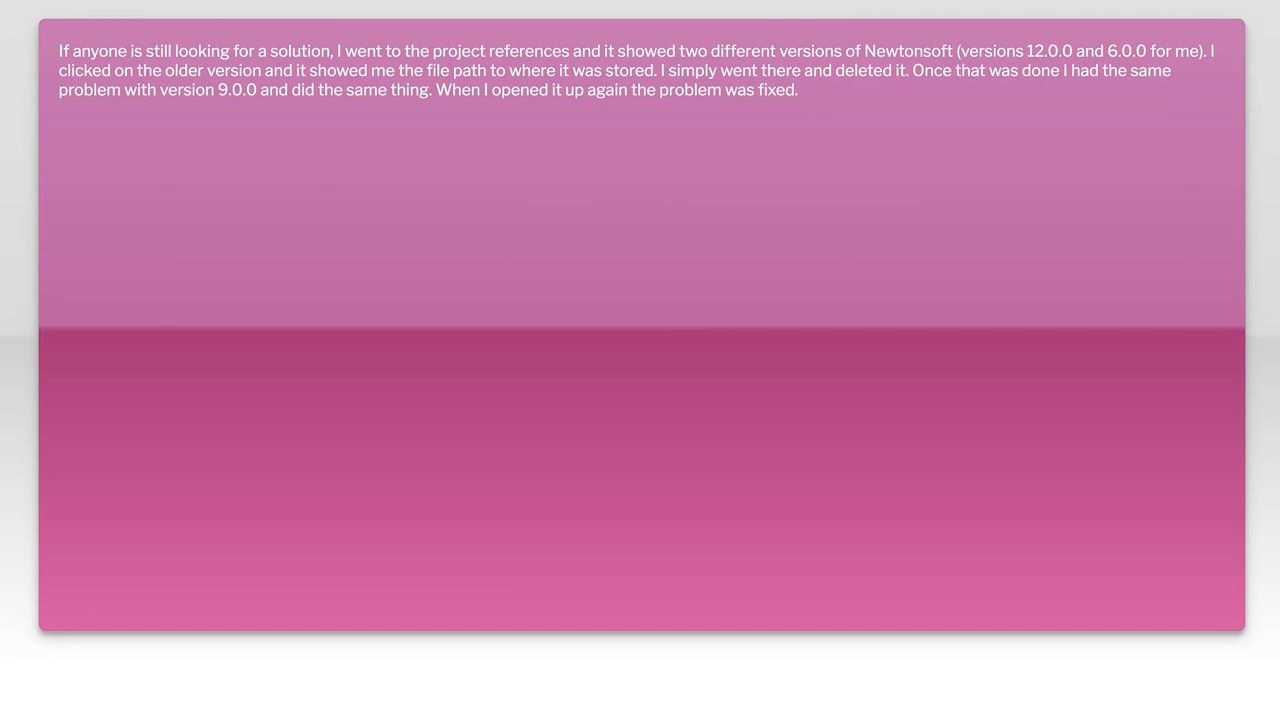 If anyone is still looking for a solution, I went to the project references and it showed two different versions of Newtonsoft (versions 12.0.0 and 6.0.0 for me). I
clicked on the older version and it showed me the file path to where it was stored. I simply went there and deleted it. Once that was done I had the same
problem with version 9.0.0 and did the same thing. When I opened it up again the problem was fixed.